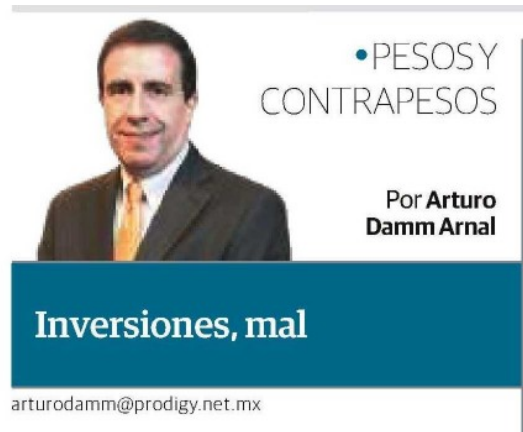 •PESOS Y
CONTRAPESOS
Por Arturo
Damm Arnal
Inversiones, mal
arturodamm@prodigy.net.mx